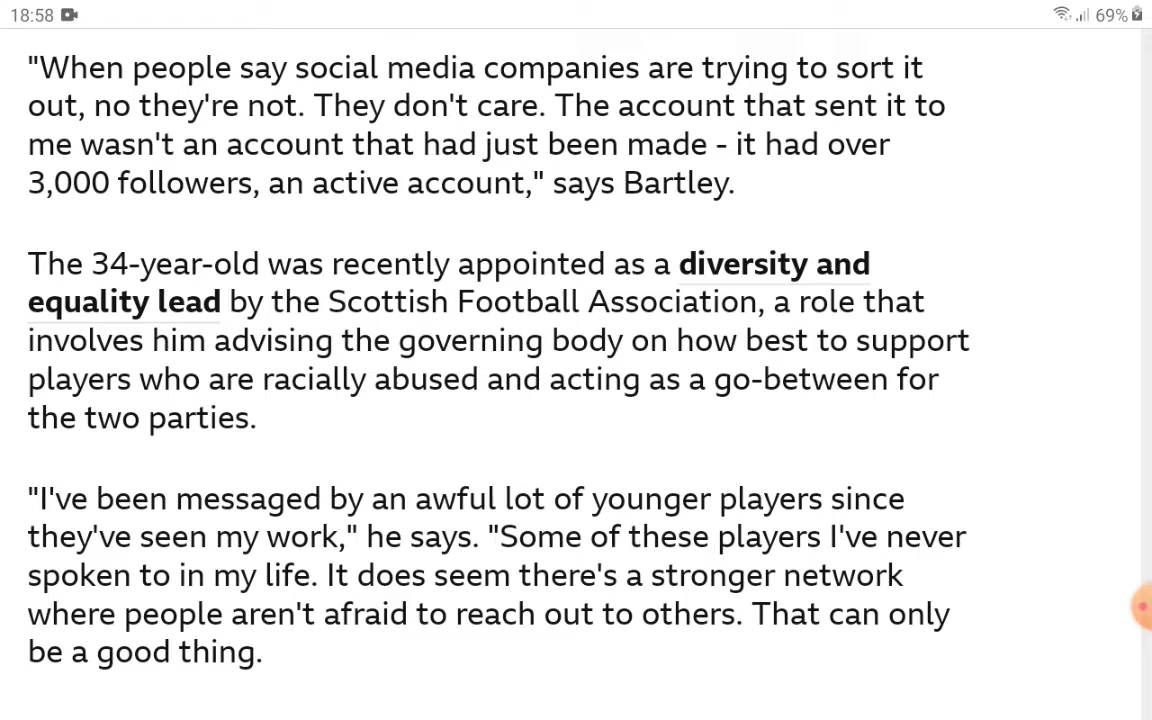 18:58
69%
"When people say social media companies are trying to sort it
out, no they're not. They don't care. The account that sent it to
me wasn't an account that had just been made - it had over
3,000 followers, an active account," says Bartley.
The 34-year-old was recently appointed as a diversity and
equality lead by the Scottish Football Association, a role that
involves him advising the governing body on how best to support
players who are racially abused and acting as a go-between for
the two parties.
"I've been messaged by an awful lot of younger players since
they've seen my work," he says. "Some of these players I've never
spoken to in my life. It does seem there's a stronger network
where people aren't afraid to reach out to others. That can only
be a good thing.